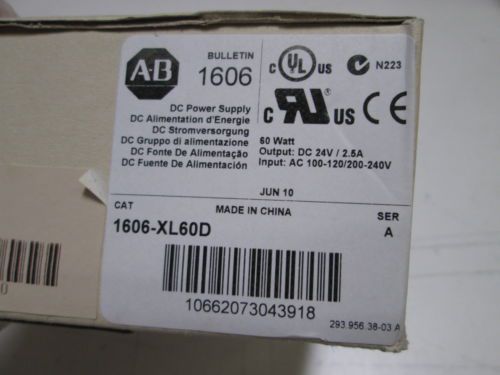 A-B
BULLETIN
1606
c UL US
N223
c RU US CE
DC Power Supply
DC Alimentation d'Energie
DC Stromversorgung
DC Gruppo di alimentazione
DC Fonte De Alimentação
DC Fuente De Alimentación
60 Watt
Output: DC 24V / 2.5A
Input: AC 100-120/200-240V
JUN 10
CAT
MADE IN CHINA
SER
1606-XL60D
A
10662073043918
293.956.38-03 A
0